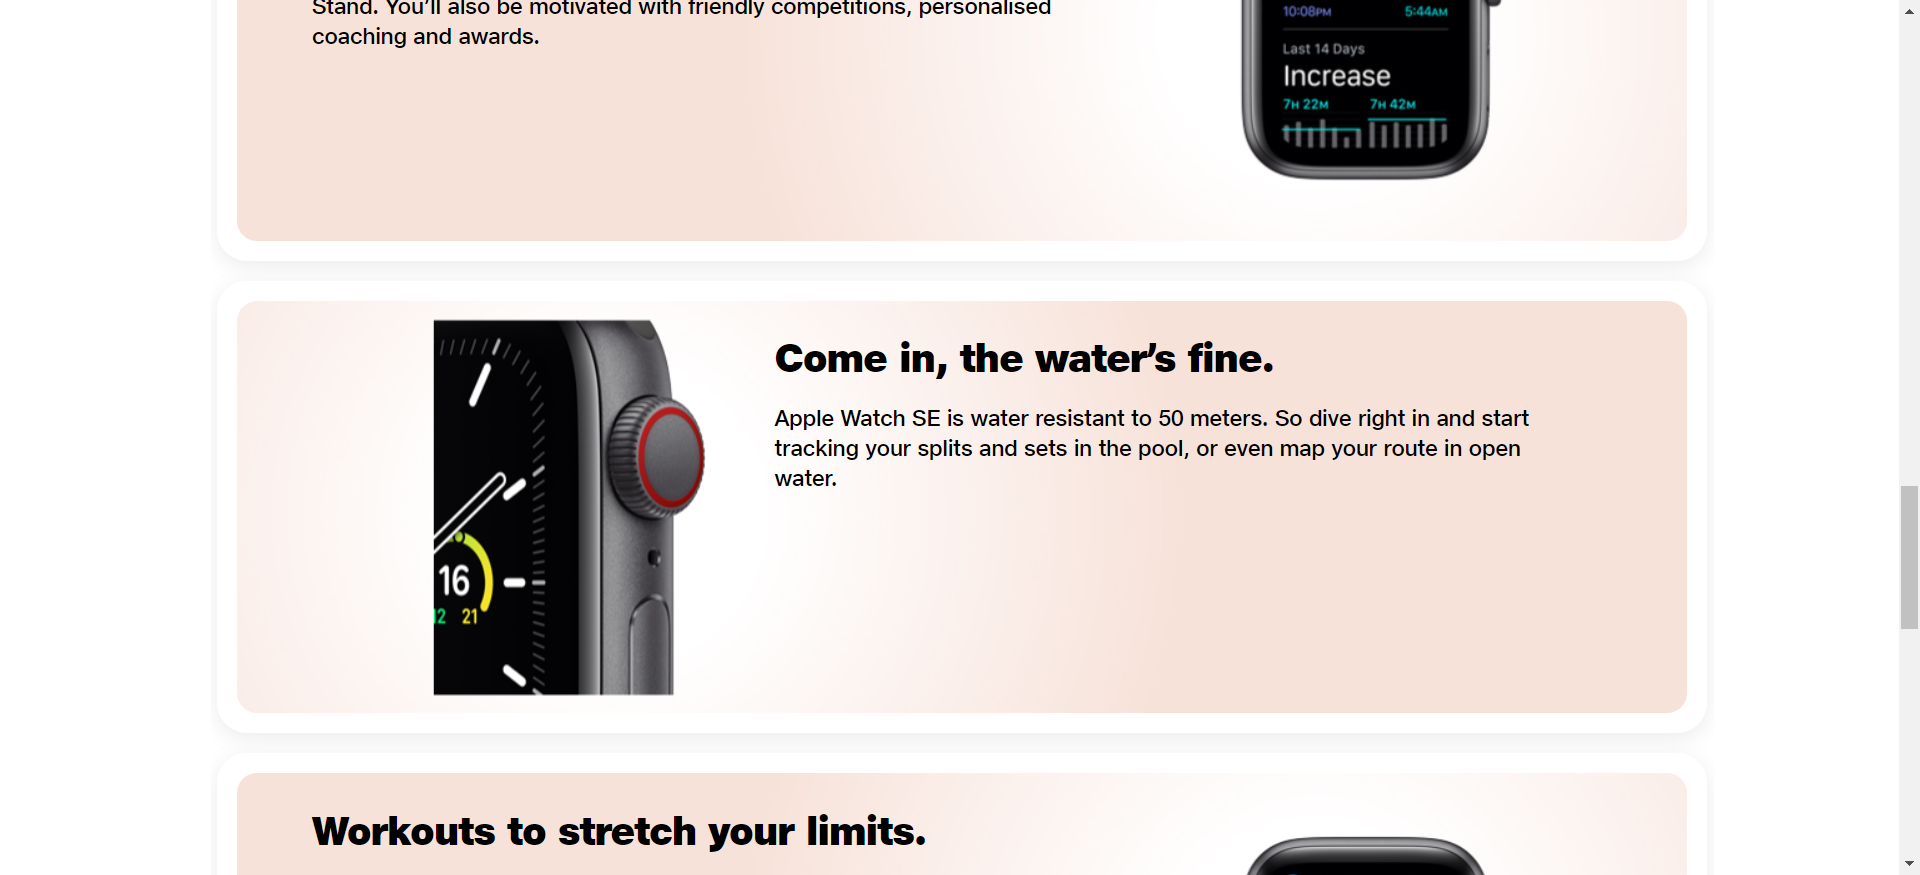 Stand. You’ll also be motivated with friendly competitions, personalised
coaching and awards.
10:08PM 5:44AM
Last 14 Days
Increase
7H 22M 7H 42M
Come in, the water’s fine.
Apple Watch SE is water resistant to 50 meters. So dive right in and start
tracking your splits and sets in the pool, or even map your route in open
water.
16
12 21
Workouts to stretch your limits.